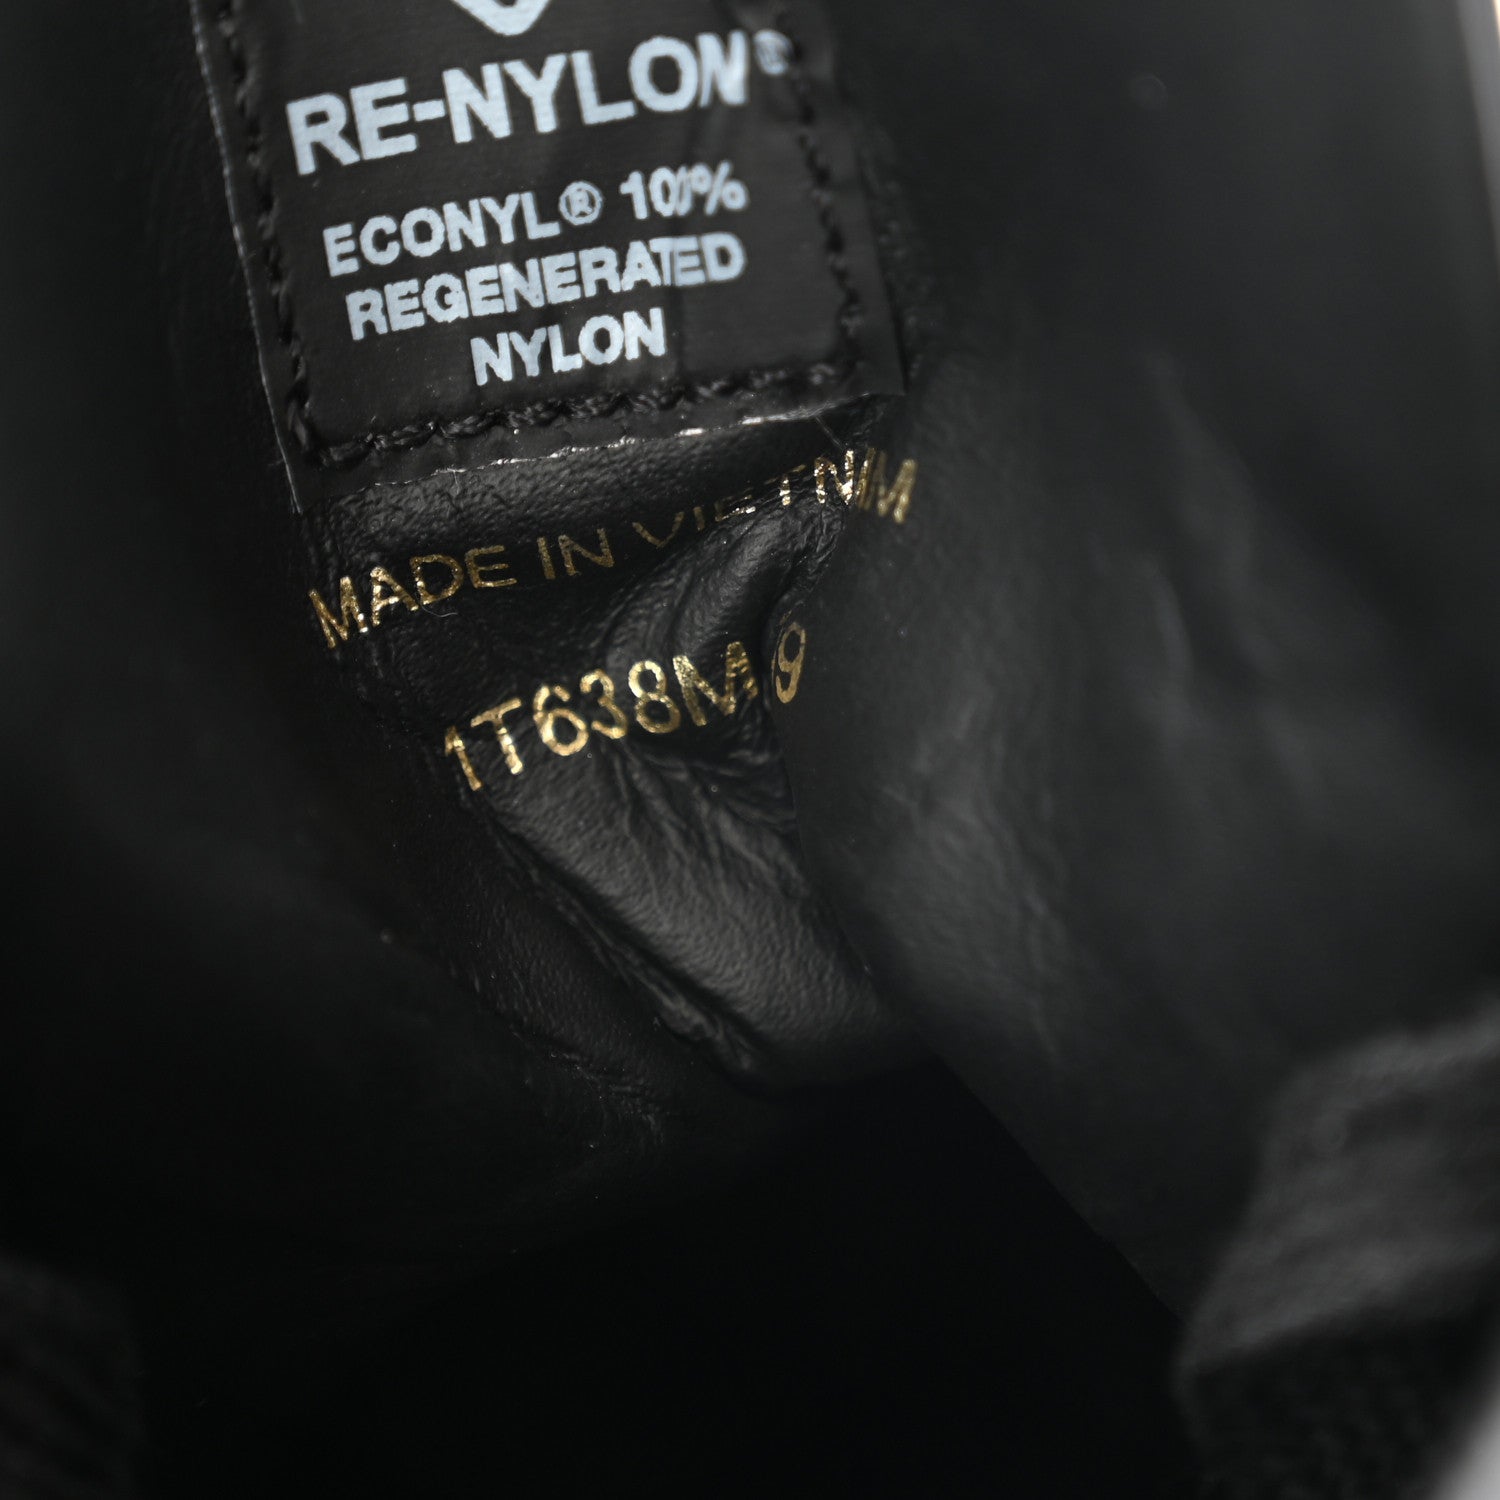 RE-NYLON®
ECONYL® 100%
REGENERATED
NYLON
MADE IN VIETNAM
1T638M 9